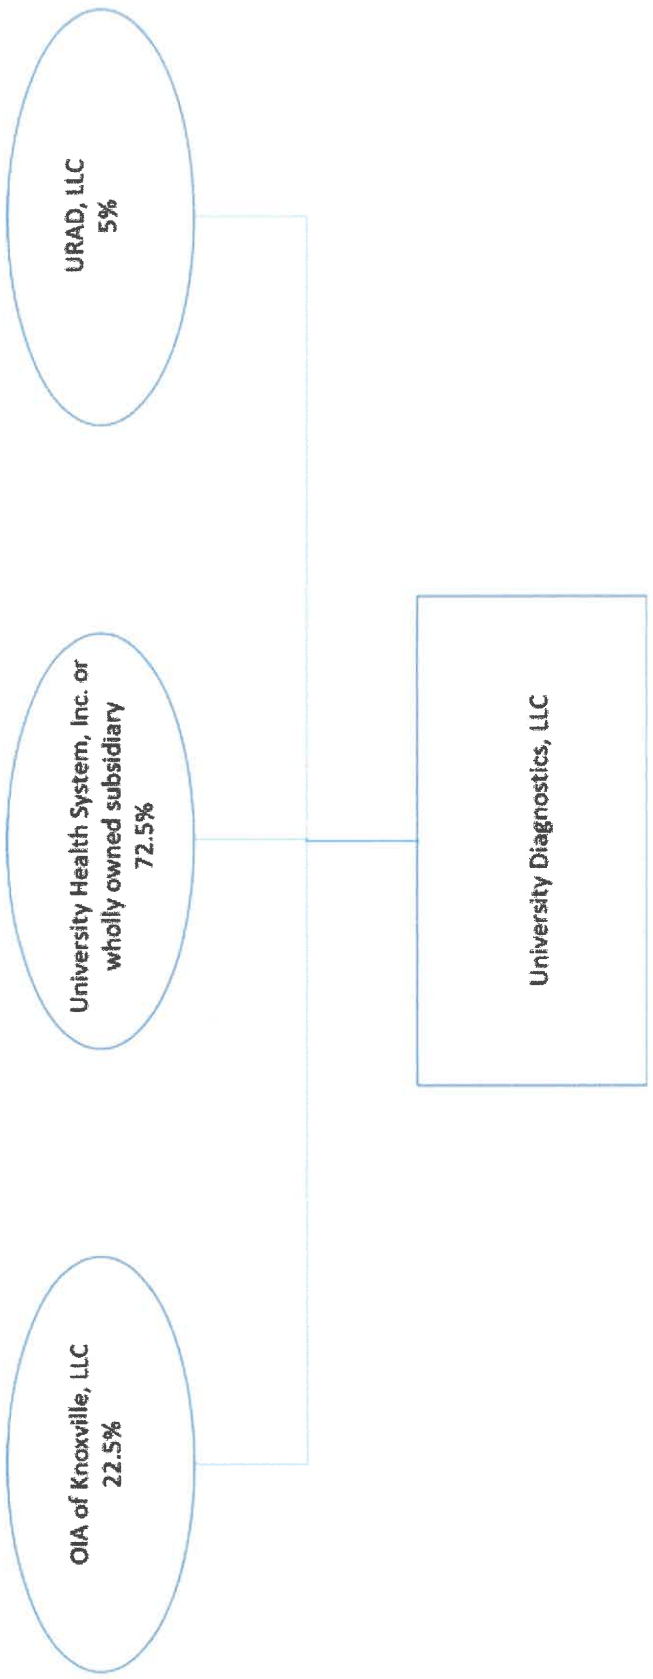 OIA of Knoxville, LLC
22.5%
University Health System, Inc. or
wholly owned subsidiary
72.5%
URAD, LLC
5%
University Diagnostics, LLC